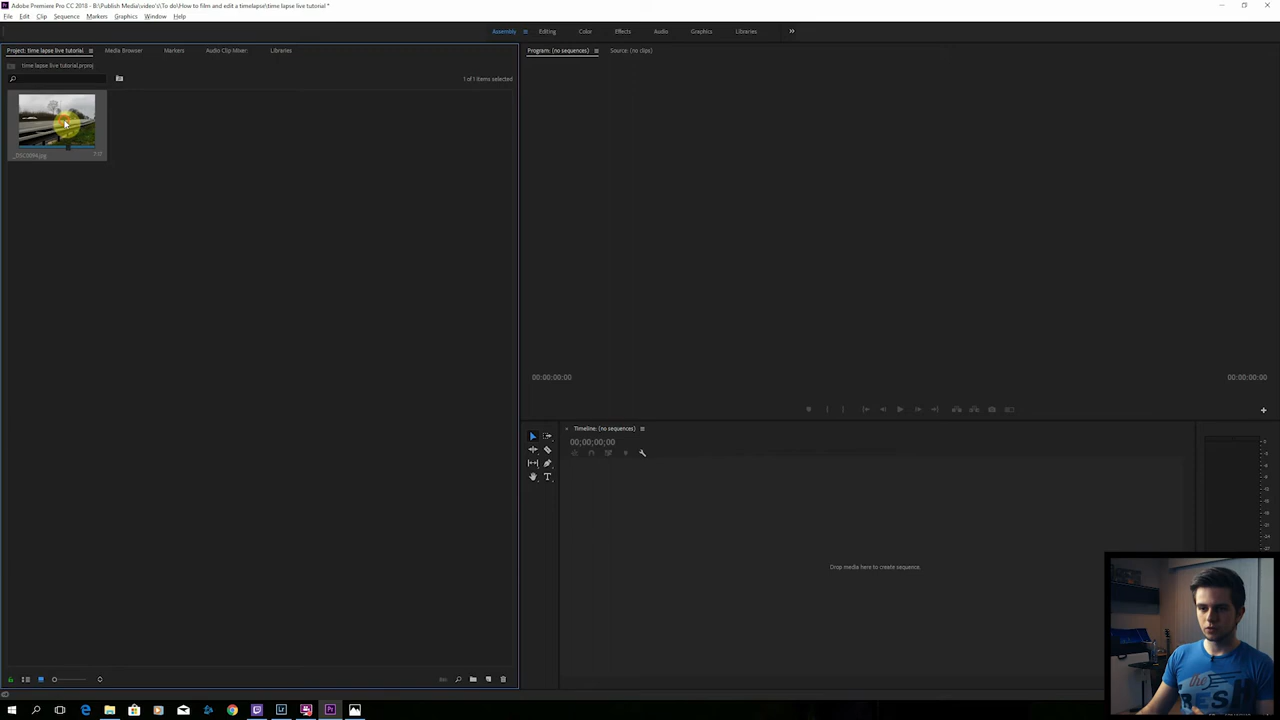 Adobe Premiere Pro CC 2018 - B:\Publish Media\video's\To do\How to film and edit a timelapse\time lapse live tutorial *
File Edit Clip Sequence Markers Graphics Window Help
Assembly Editing Color Effects Audio Graphics Libraries
Project: time lapse live tutorial Media Browser Markers Audio Clip Mixer: Libraries Program: (no sequences) Source: (no clips)
time lapse live tutorial.prproj
1 of 1 items selected
_DSC0094.jpg
00:00:00:00 00:00:00:00
Timeline: (no sequences)
00;00;00;00
Drop media here to create sequence.
THE
FRESH